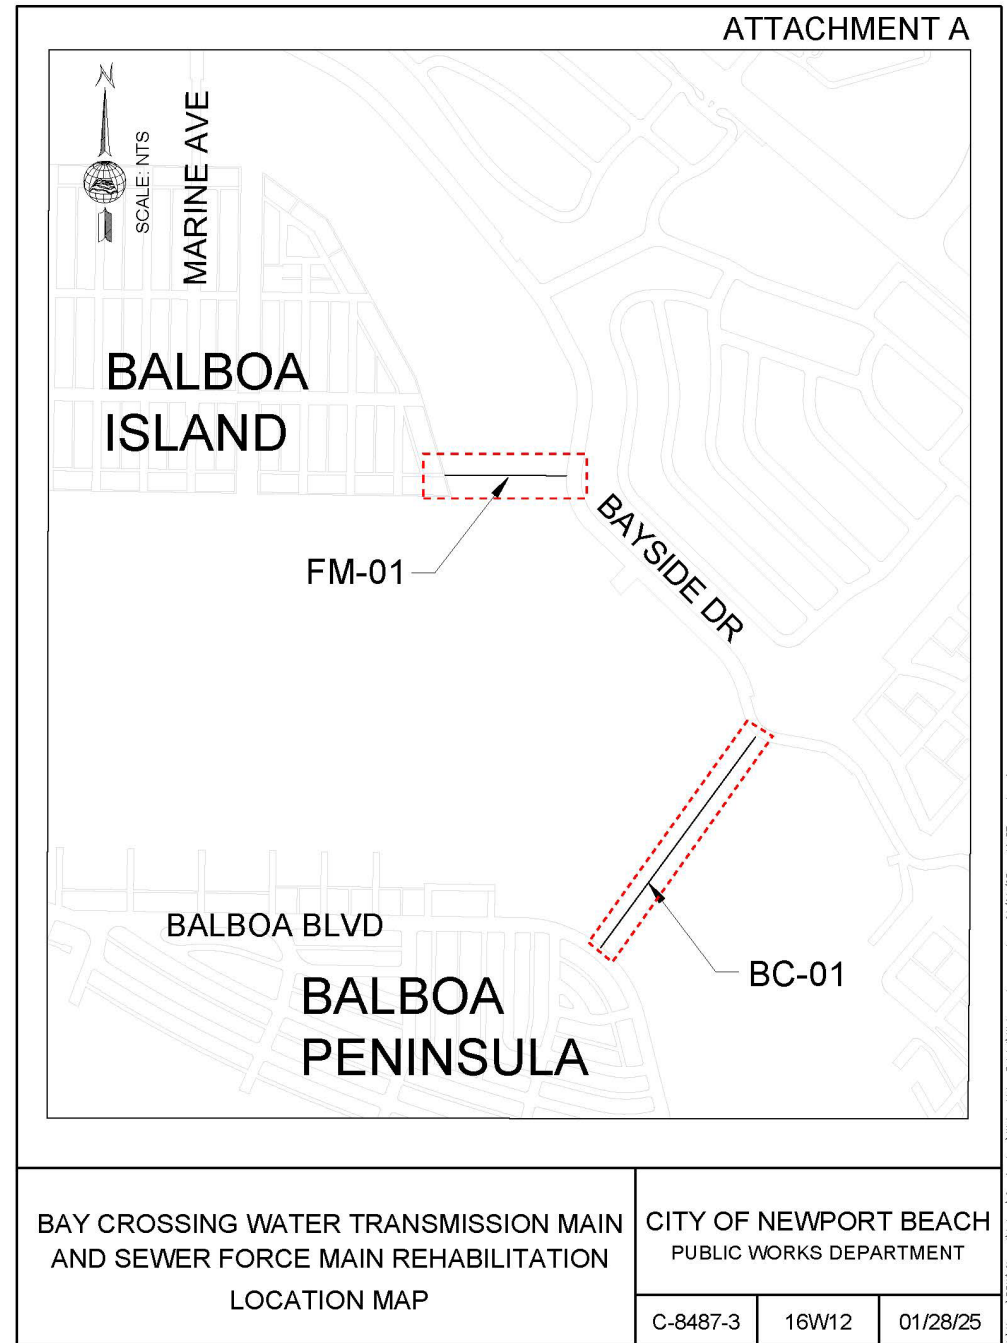 ATTACHMENT A
N
SCALE: NTS
MARINE AVE
BALBOA
ISLAND
FM-01
BAYSIDE DR
BALBOA BLVD
BC-01
BALBOA
PENINSULA
BAY CROSSING WATER TRANSMISSION MAIN
AND SEWER FORCE MAIN REHABILITATION
LOCATION MAP
CITY OF NEWPORT BEACH
PUBLIC WORKS DEPARTMENT
C-8487-3
16W12
01/28/25